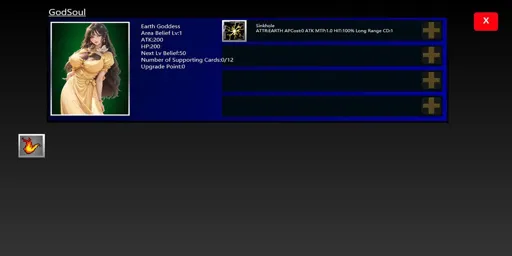 GodSoul
X
Earth Goddess
Area Belief Lv:1
ATK:200
HP:200
Next Lv Belief:50
Number of Supporting Cards:0/12
Upgrade Point:0
Sinkhole
ATTR:EARTH APCost:0 ATK MTP:1.0 HIT:100% Long Range CD:1